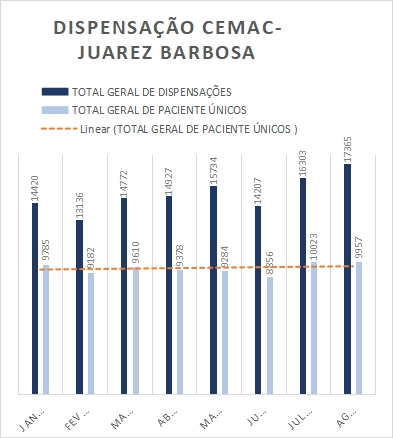 DISPENSAÇÃO CEMAC-
JUAREZ BARBOSA
TOTAL GERAL DE DISPENSAÇÕES
TOTAL GERAL DE PACIENTE ÚNICOS
Linear (TOTAL GERAL DE PACIENTE ÚNICOS )
14420
9785
13136
9182
14772
9610
14927
9378
15734
9284
14207
8856
16303
10023
17365
9957
JAN...
FEV...
MA...
AB...
MA...
JU...
JUL...
AG...